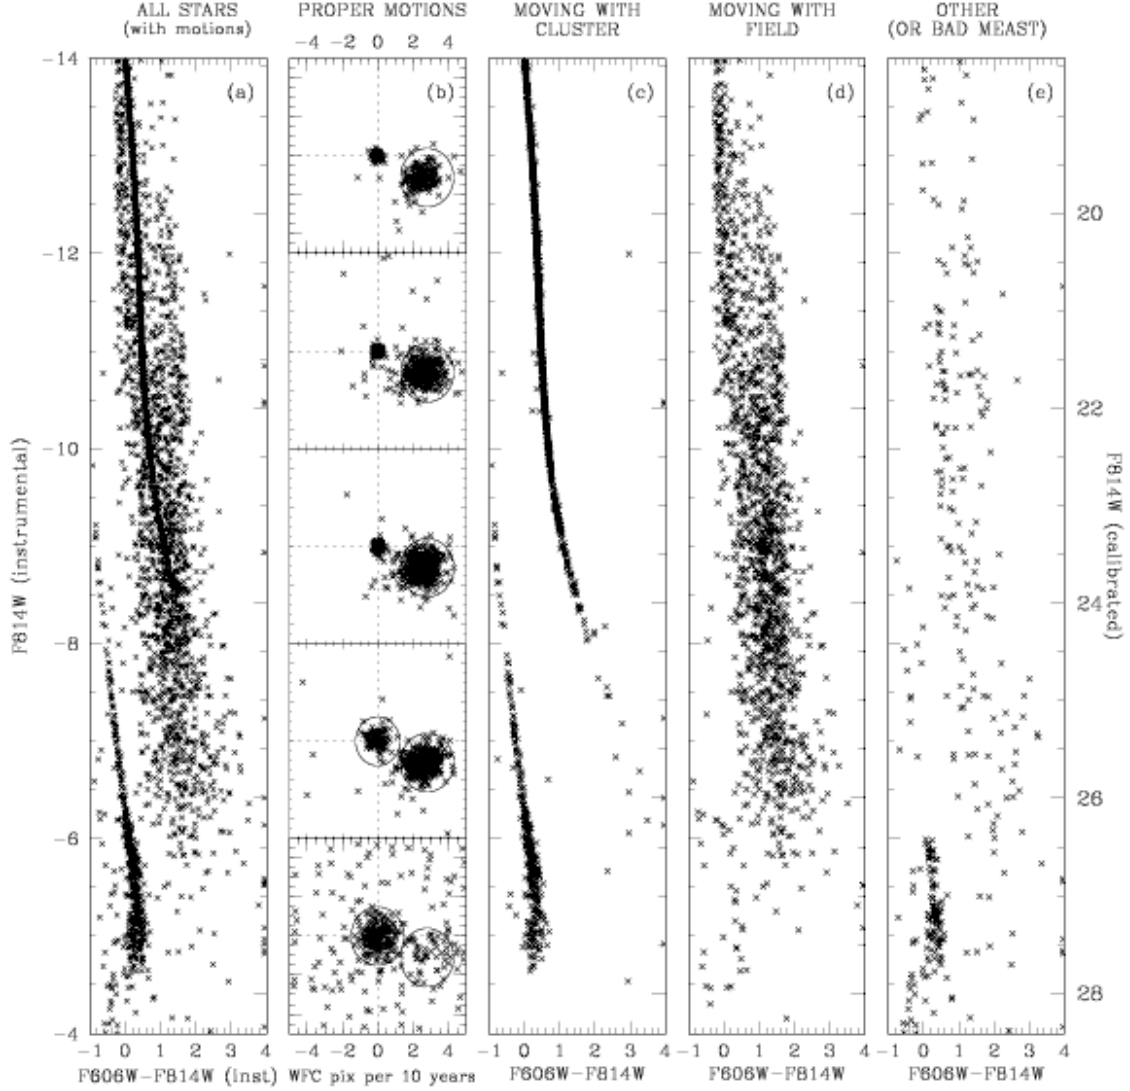 ALL STARS
(with motions)
PROPER MOTIONS
−4 −2 0 2 4
MOVING WITH
CLUSTER
MOVING WITH
FIELD
OTHER
(OR BAD MEAST)
(a)
(b)
(c)
(d)
(e)
−14
−12
−10
−8
−6
−4
F814W (instrumental)
20
22
24
26
28
F814W (calibrated)
−1 0 1 2 3 4
−4 −2 0 2 4
−1 0 1 2 3 4
−1 0 1 2 3 4
−1 0 1 2 3 4
F606W−F814W (inst)
WFC pix per 10 years
F606W−F814W
F606W−F814W
F606W−F814W